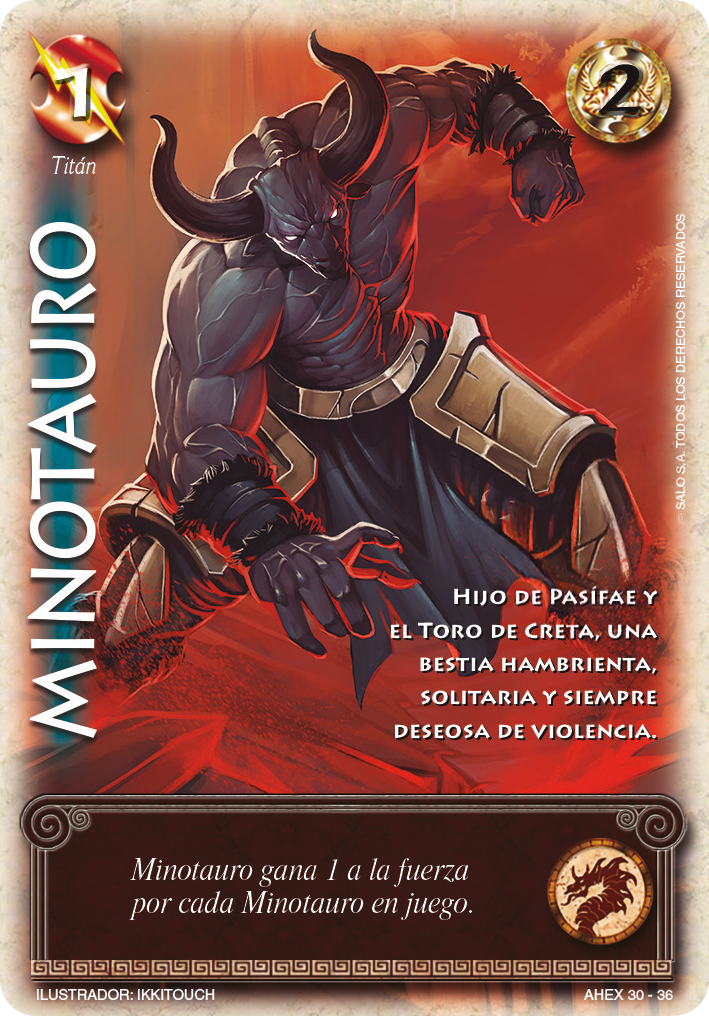 1
2
Titán
MINOTAURO
© SALO S.A. TODOS LOS DERECHOS RESERVADOS
HIJO DE PASÍFAE Y
EL TORO DE CRETA, UNA
BESTIA HAMBRIENTA,
SOLITARIA Y SIEMPRE
DESEOSA DE VIOLENCIA.
Minotauro gana 1 a la fuerza
por cada Minotauro en juego.
ILUSTRADOR: IKKITOUCH
AHEX 30 - 36